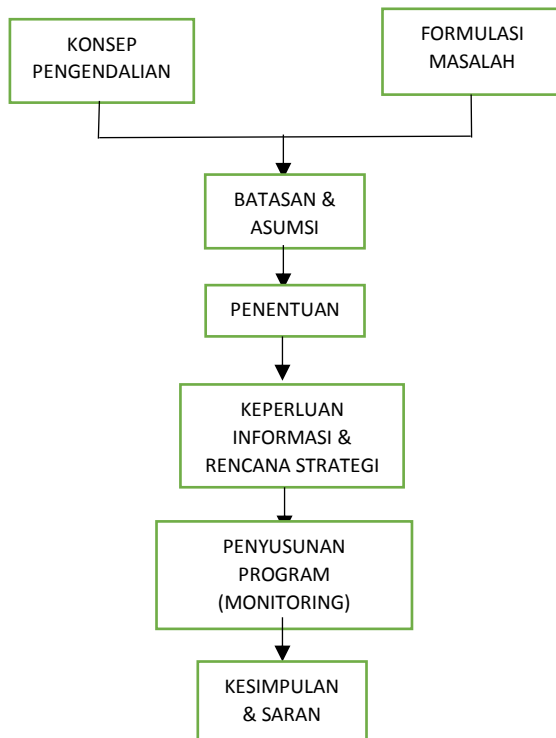 KONSEP
PENGENDALIAN
FORMULASI
MASALAH
BATASAN &
ASUMSI
PENENTUAN
KEPERLUAN
INFORMASI &
RENCANA STRATEGI
PENYUSUNAN
PROGRAM
(MONITORING)
KESIMPULAN
& SARAN